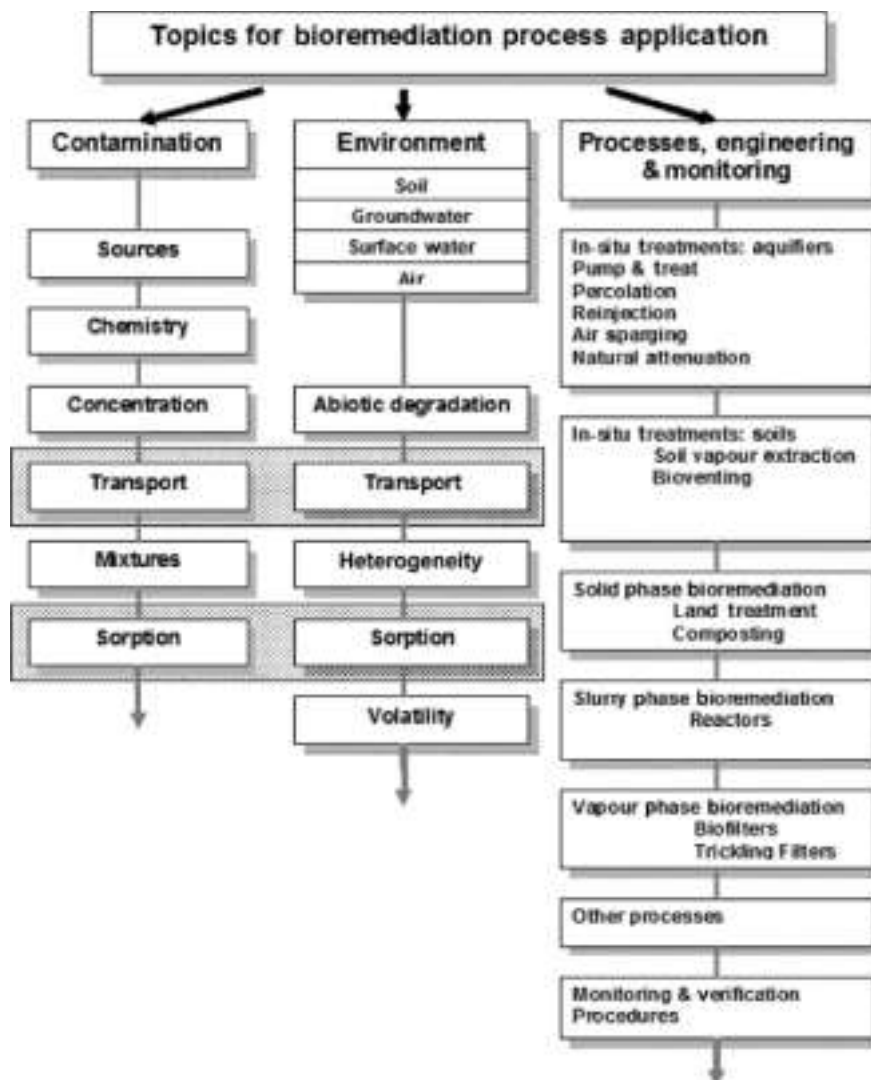 Topics for bioremediation process application
Contamination
Sources
Chemistry
Concentration
Transport
Mixtures
Sorption
Environment
Soil
Groundwater
Surface water
Air
Abiotic degradation
Transport
Heterogeneity
Sorption
Volatility
Processes, engineering
& monitoring
In-situ treatments: aquifiers
Pump & treat
Percolation
Reinjection
Air sparging
Natural attenuation
In-situ treatments: soils
Soil vapour extraction
Bioventing
Solid phase bioremediation
Land treatment
Composting
Slurry phase bioremediation
Reactors
Vapour phase bioremediation
Biofilters
Trickling Filters
Other processes
Monitoring & verification
Procedures